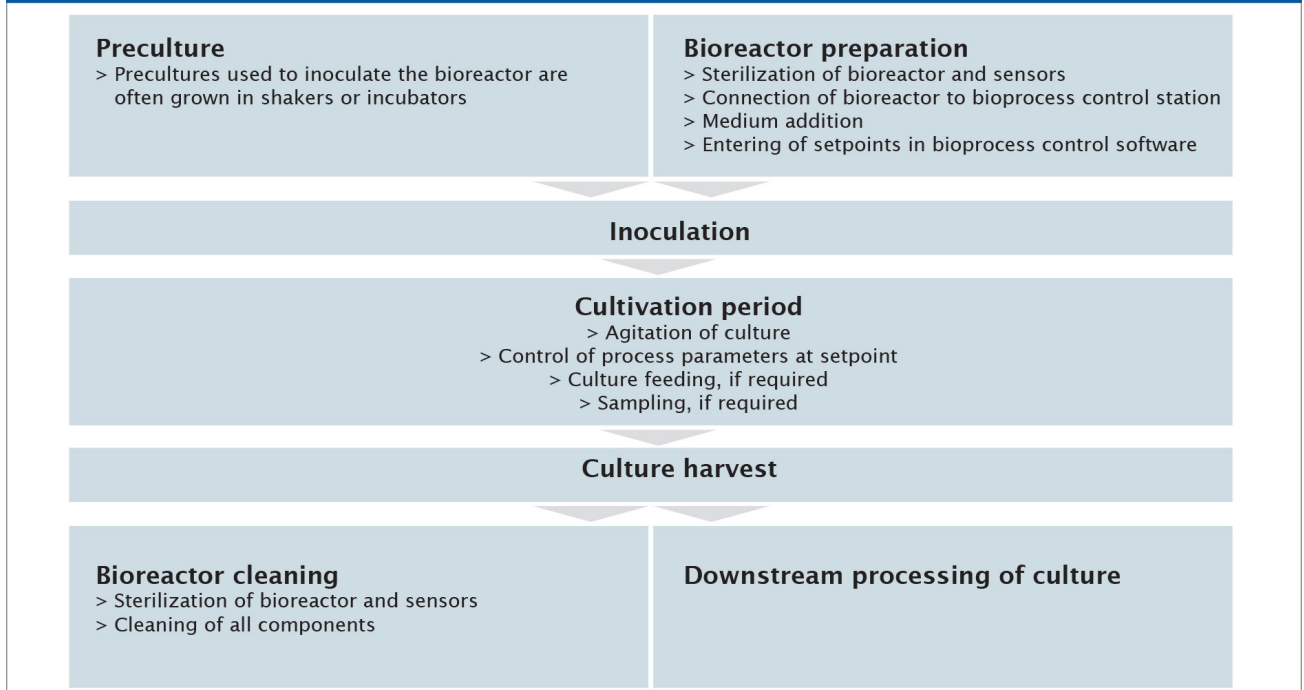 Preculture
> Precultures used to inoculate the bioreactor are
often grown in shakers or incubators
Bioreactor preparation
> Sterilization of bioreactor and sensors
> Connection of bioreactor to bioprocess control station
> Medium addition
> Entering of setpoints in bioprocess control software
Inoculation
Cultivation period
> Agitation of culture
> Control of process parameters at setpoint
> Culture feeding, if required
> Sampling, if required
Culture harvest
Bioreactor cleaning
> Sterilization of bioreactor and sensors
> Cleaning of all components
Downstream processing of culture